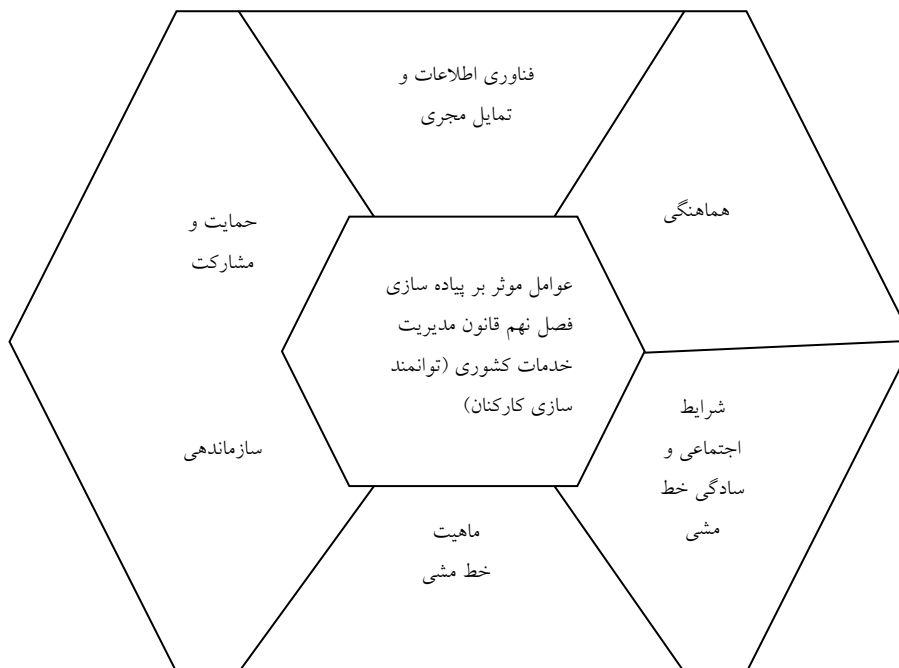 فناوری اطلاعات و
تمایل مجری
هماهنگی
حمایت و
مشارکت
عوامل موثر بر پیاده سازی
فصل نهم قانون مدیریت
خدمات کشوری (توانمند
سازی کارکنان)
شرایط
اجتماعی و
سادگی خط
مشی
سازماندهی
ماهیت
خط مشی